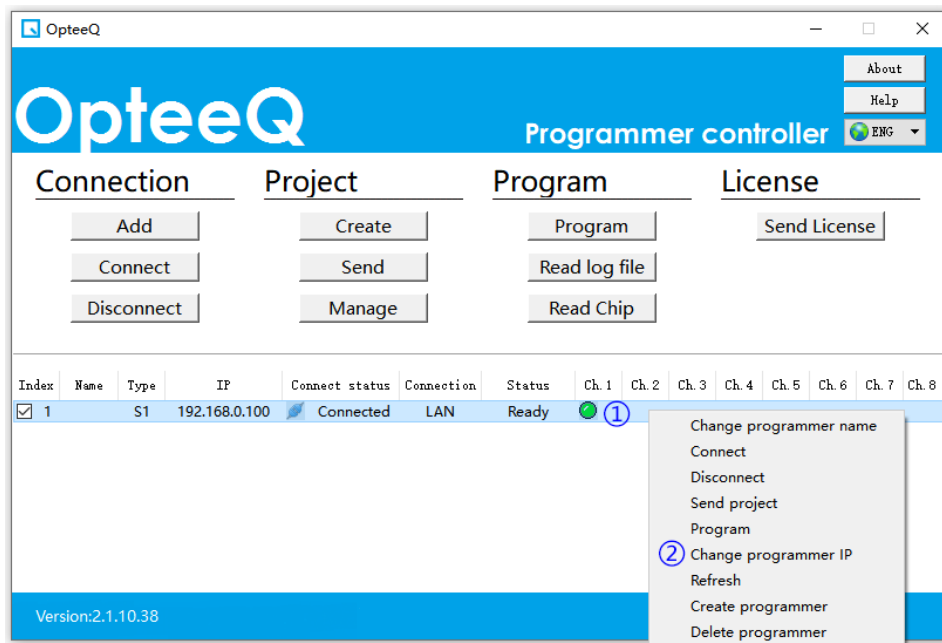 OpteeQ
OpteeQ
Programmer controller
About
Help
ENG
Connection Project Program License
Add Create Program Send License
Connect Send Read log file
Disconnect Manage Read Chip
Index Name Type IP Connect status Connection Status Ch.1 Ch.2 Ch.3 Ch.4 Ch.5 Ch.6 Ch.7 Ch.8
1 S1 192.168.0.100 Connected LAN Ready ①
Change programmer name
Connect
Disconnect
Send project
Program
② Change programmer IP
Refresh
Create programmer
Delete programmer
Version:2.1.10.38